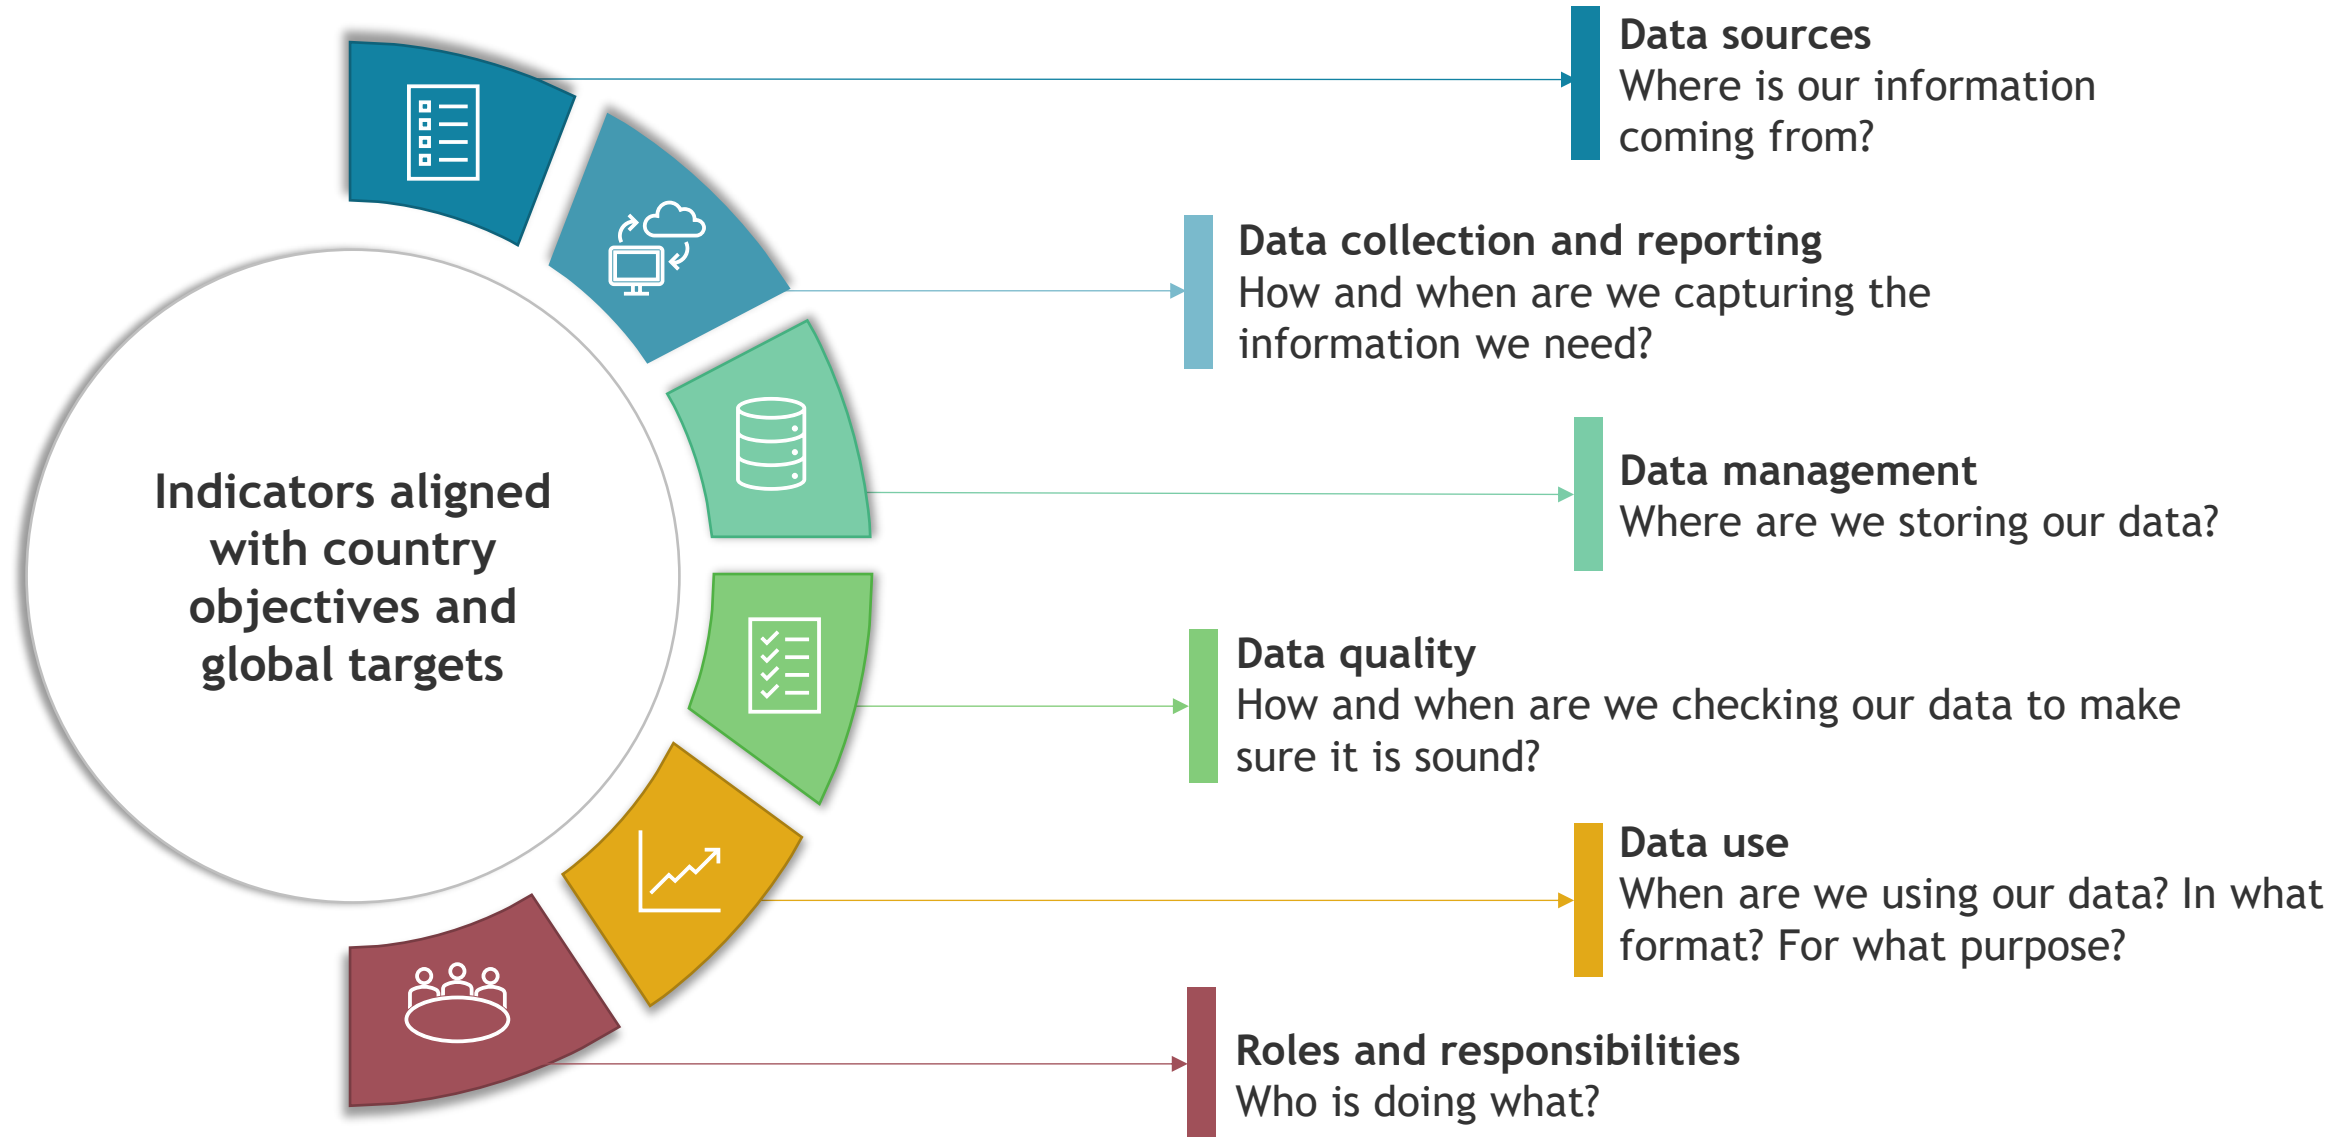 Indicators aligned
with country
objectives and
global targets
Data sources
Where is our information
coming from?
Data collection and reporting
How and when are we capturing the
information we need?
Data management
Where are we storing our data?
Data quality
How and when are we checking our data to make
sure it is sound?
Data use
When are we using our data? In what
format? For what purpose?
Roles and responsibilities
Who is doing what?